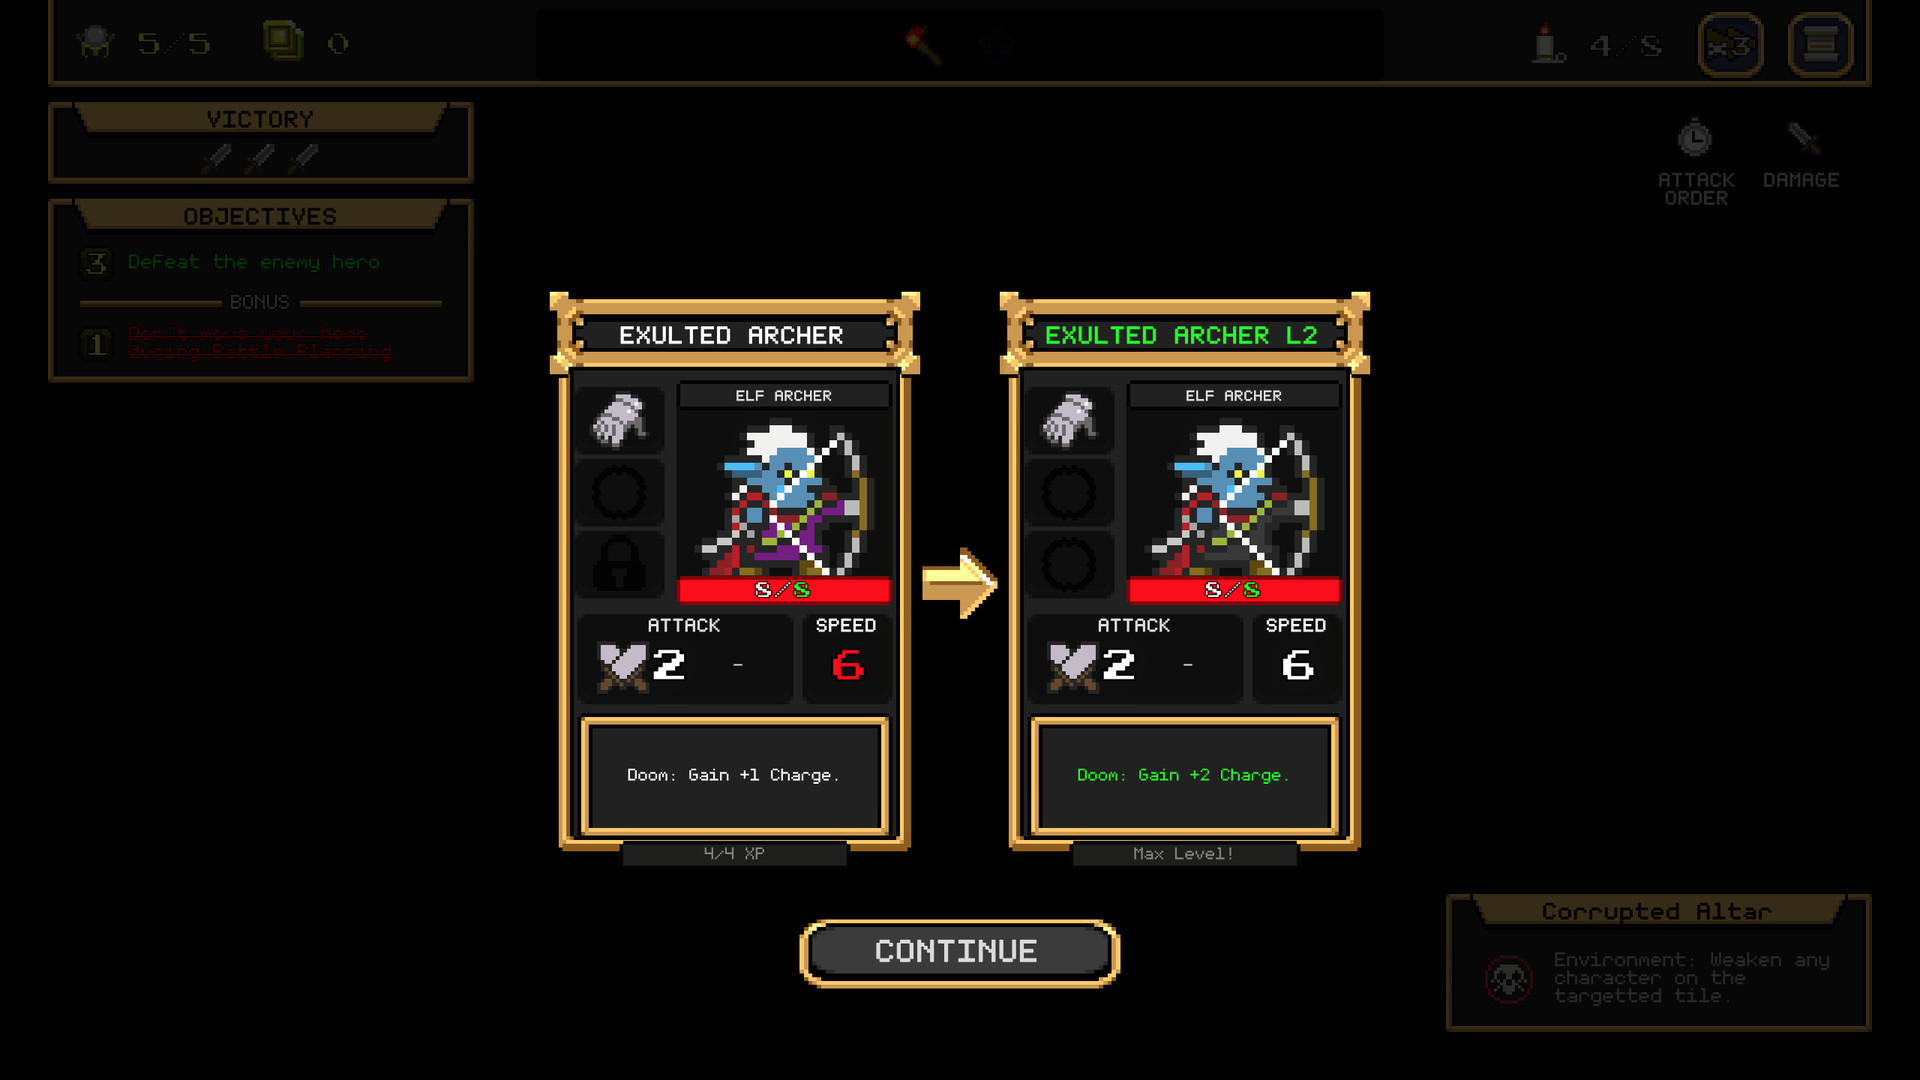 5/5
0
4/8
x3
VICTORY
OBJECTIVES
3 Defeat the enemy hero
BONUS
1 Don't move your hero
during Battle Planning
ATTACK
ORDER
DAMAGE
EXULTED ARCHER
ELF ARCHER
8/8
ATTACK
SPEED
2
-
6
Doom: Gain +1 Charge.
4/4 XP
EXULTED ARCHER L2
ELF ARCHER
8/8
ATTACK
SPEED
2
-
6
Doom: Gain +2 Charge.
Max Level!
CONTINUE
Corrupted Altar
Environment: Weaken any
character on the
targetted tile.